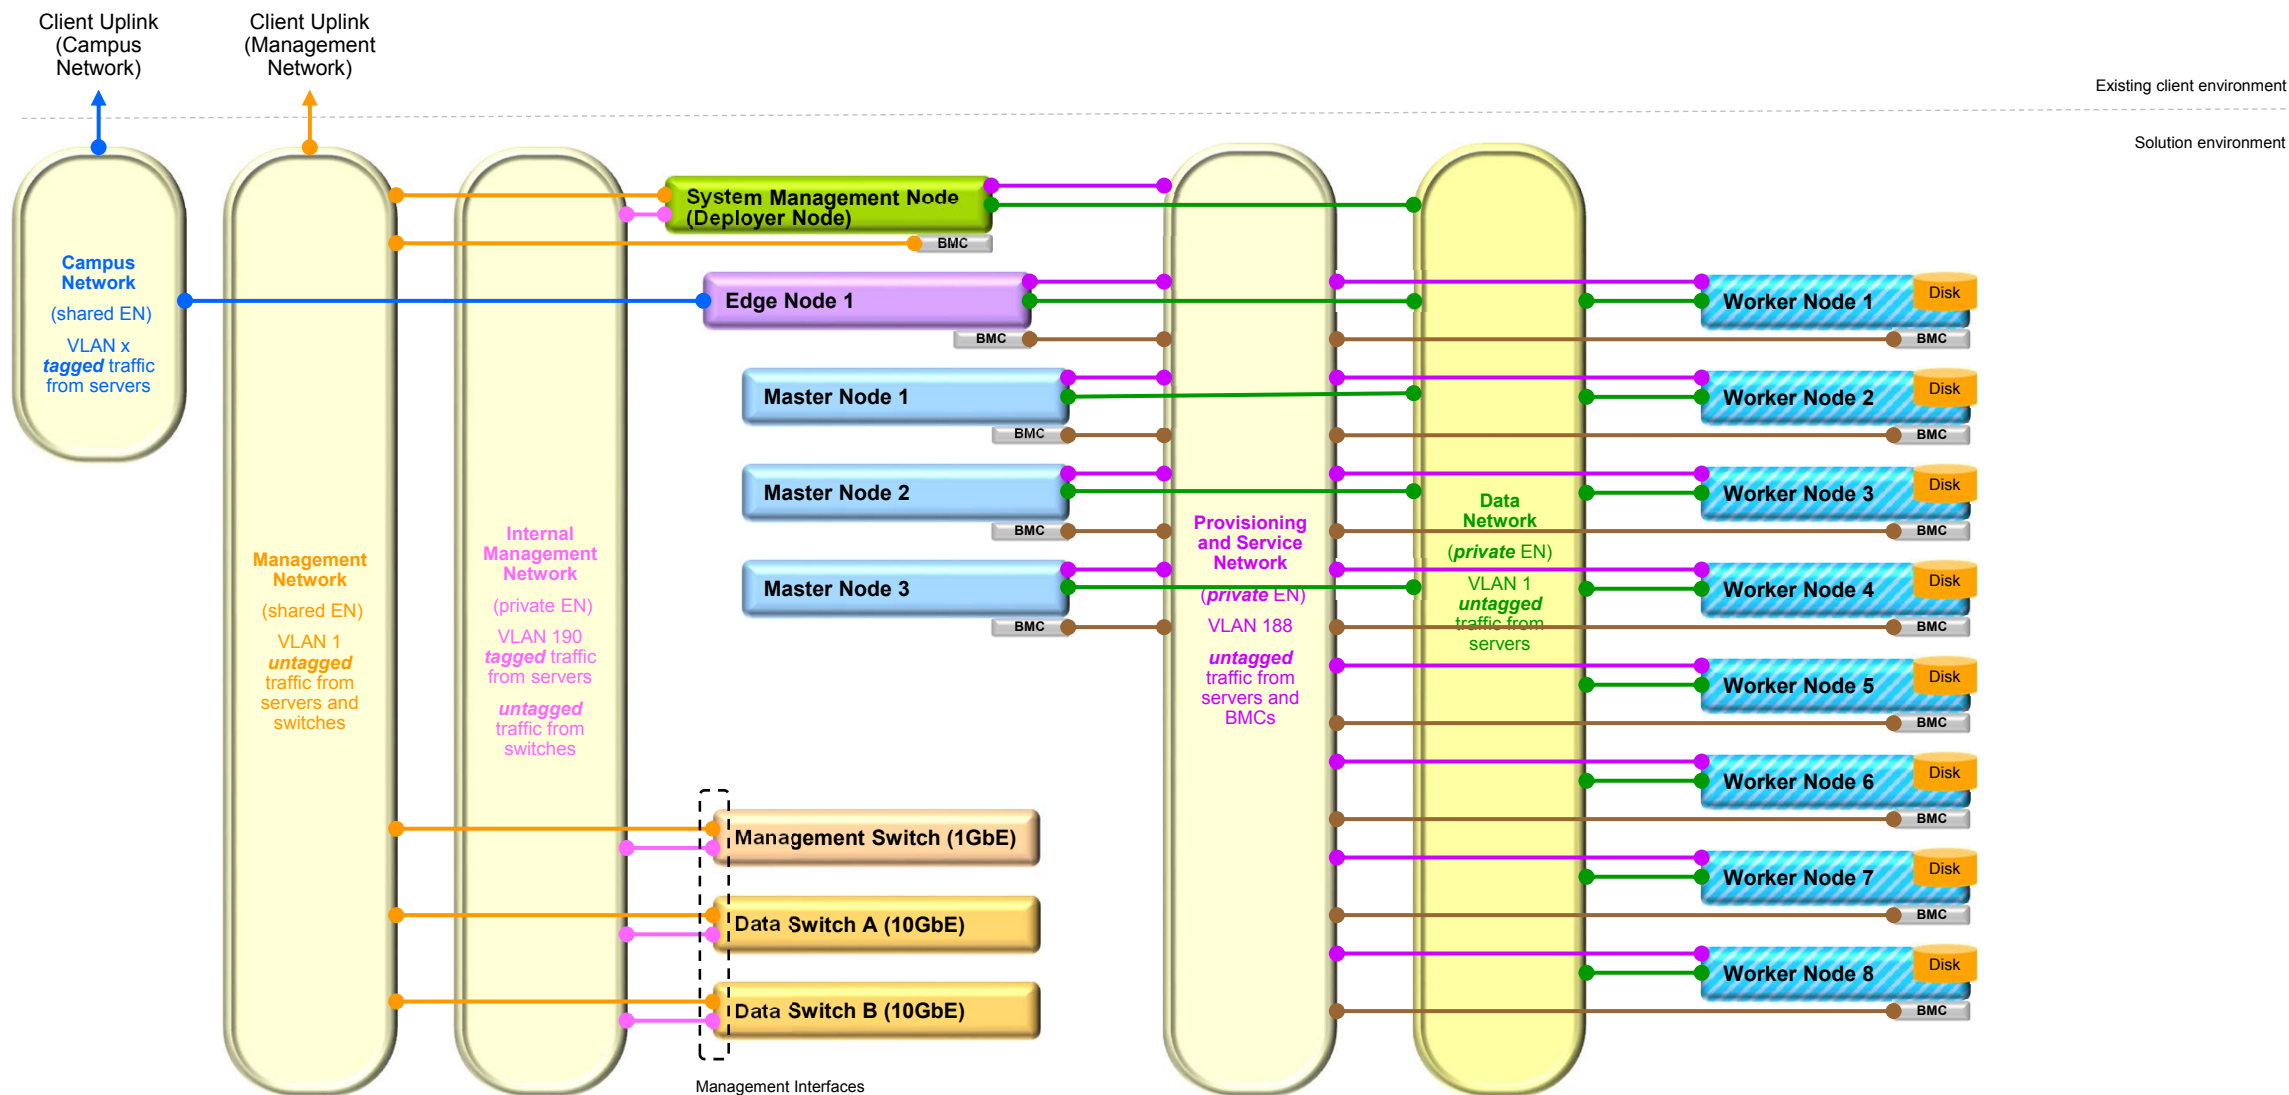 Client Uplink
(Campus
Network)
Client Uplink
(Management
Network)
Existing client environment
Solution environment
Campus
Network
(shared EN)
VLAN x
tagged traffic
from servers
Management
Network
(shared EN)
VLAN 1
untagged
traffic from
servers and
switches
Internal
Management
Network
(private EN)
VLAN 190
tagged traffic
from servers
untagged
traffic from
switches
System Management Node
(Deployer Node)
BMC
Edge Node 1
BMC
Master Node 1
BMC
Master Node 2
BMC
Master Node 3
BMC
Management Switch (1GbE)
Data Switch A (10GbE)
Data Switch B (10GbE)
Management Interfaces
Provisioning
and Service
Network
(private EN)
VLAN 188
untagged
traffic from
servers and
BMCs
Data
Network
(private EN)
VLAN 1
untagged
traffic from
servers
Worker Node 1
Disk
BMC
Worker Node 2
Disk
BMC
Worker Node 3
Disk
BMC
Worker Node 4
Disk
BMC
Worker Node 5
Disk
BMC
Worker Node 6
Disk
BMC
Worker Node 7
Disk
BMC
Worker Node 8
Disk
BMC